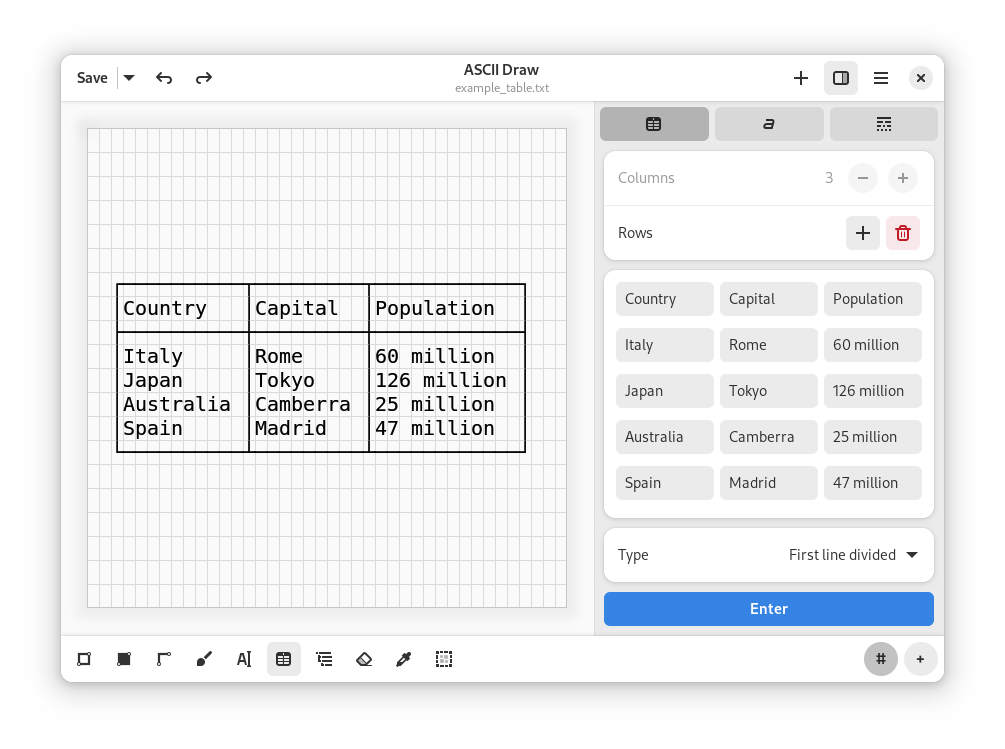 Save
ASCII Draw
example_table.txt
a
Columns 3
Rows
Country Capital Population
Italy Rome 60 million
Japan Tokyo 126 million
Australia Camberra 25 million
Spain Madrid 47 million
Country Capital Population
Italy Rome 60 million
Japan Tokyo 126 million
Australia Camberra 25 million
Spain Madrid 47 million
Type First line divided
Enter
A
#
+